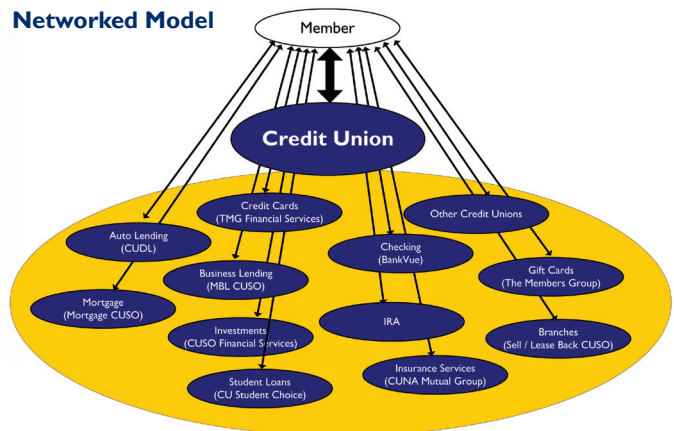 Networked Model
Member
Credit Union
Credit Cards
(TMG Financial Services)
Other Credit Unions
Auto Lending
(CUDL)
Checking
(BankVue)
Business Lending
(MBL CUSO)
Gift Cards
(The Members Group)
Mortgage
(Mortgage CUSO)
IRA
Investments
(CUSO Financial Services)
Branches
(Sell / Lease Back CUSO)
Insurance Services
(CUNA Mutual Group)
Student Loans
(CU Student Choice)